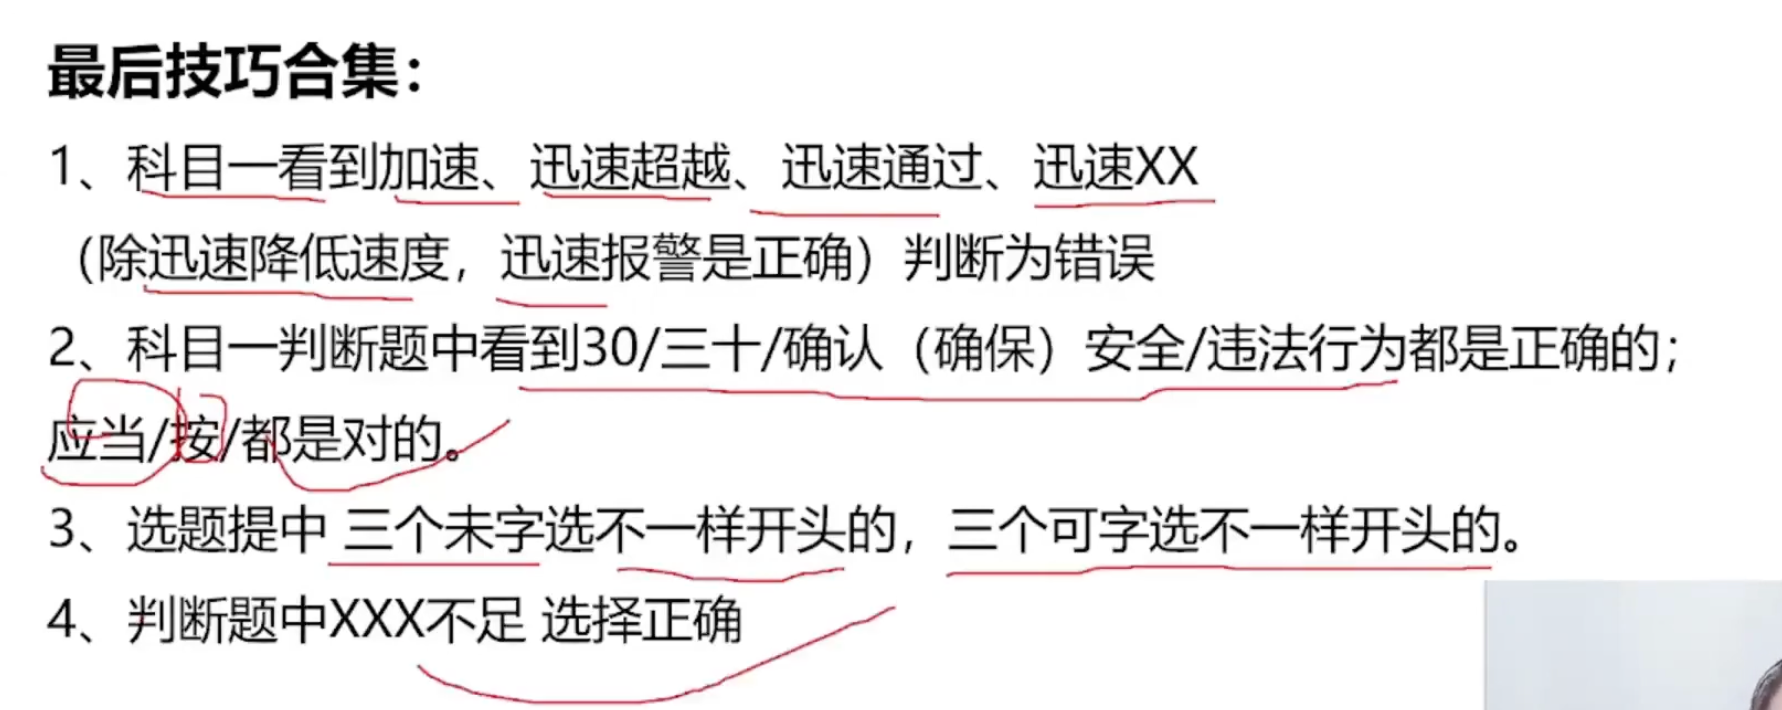 最后技巧合集：
1、科目一看到加速、迅速超越、迅速通过、迅速XX
（除迅速降低速度，迅速报警是正确）判断为错误
2、科目一判断题中看到30/三十/确认（确保）安全/违法行为都是正确的；
应当/按/都是对的。
3、选题提中 三个未字选不一样开头的，三个可字选不一样开头的。
4、判断题中XXX不足 选择正确